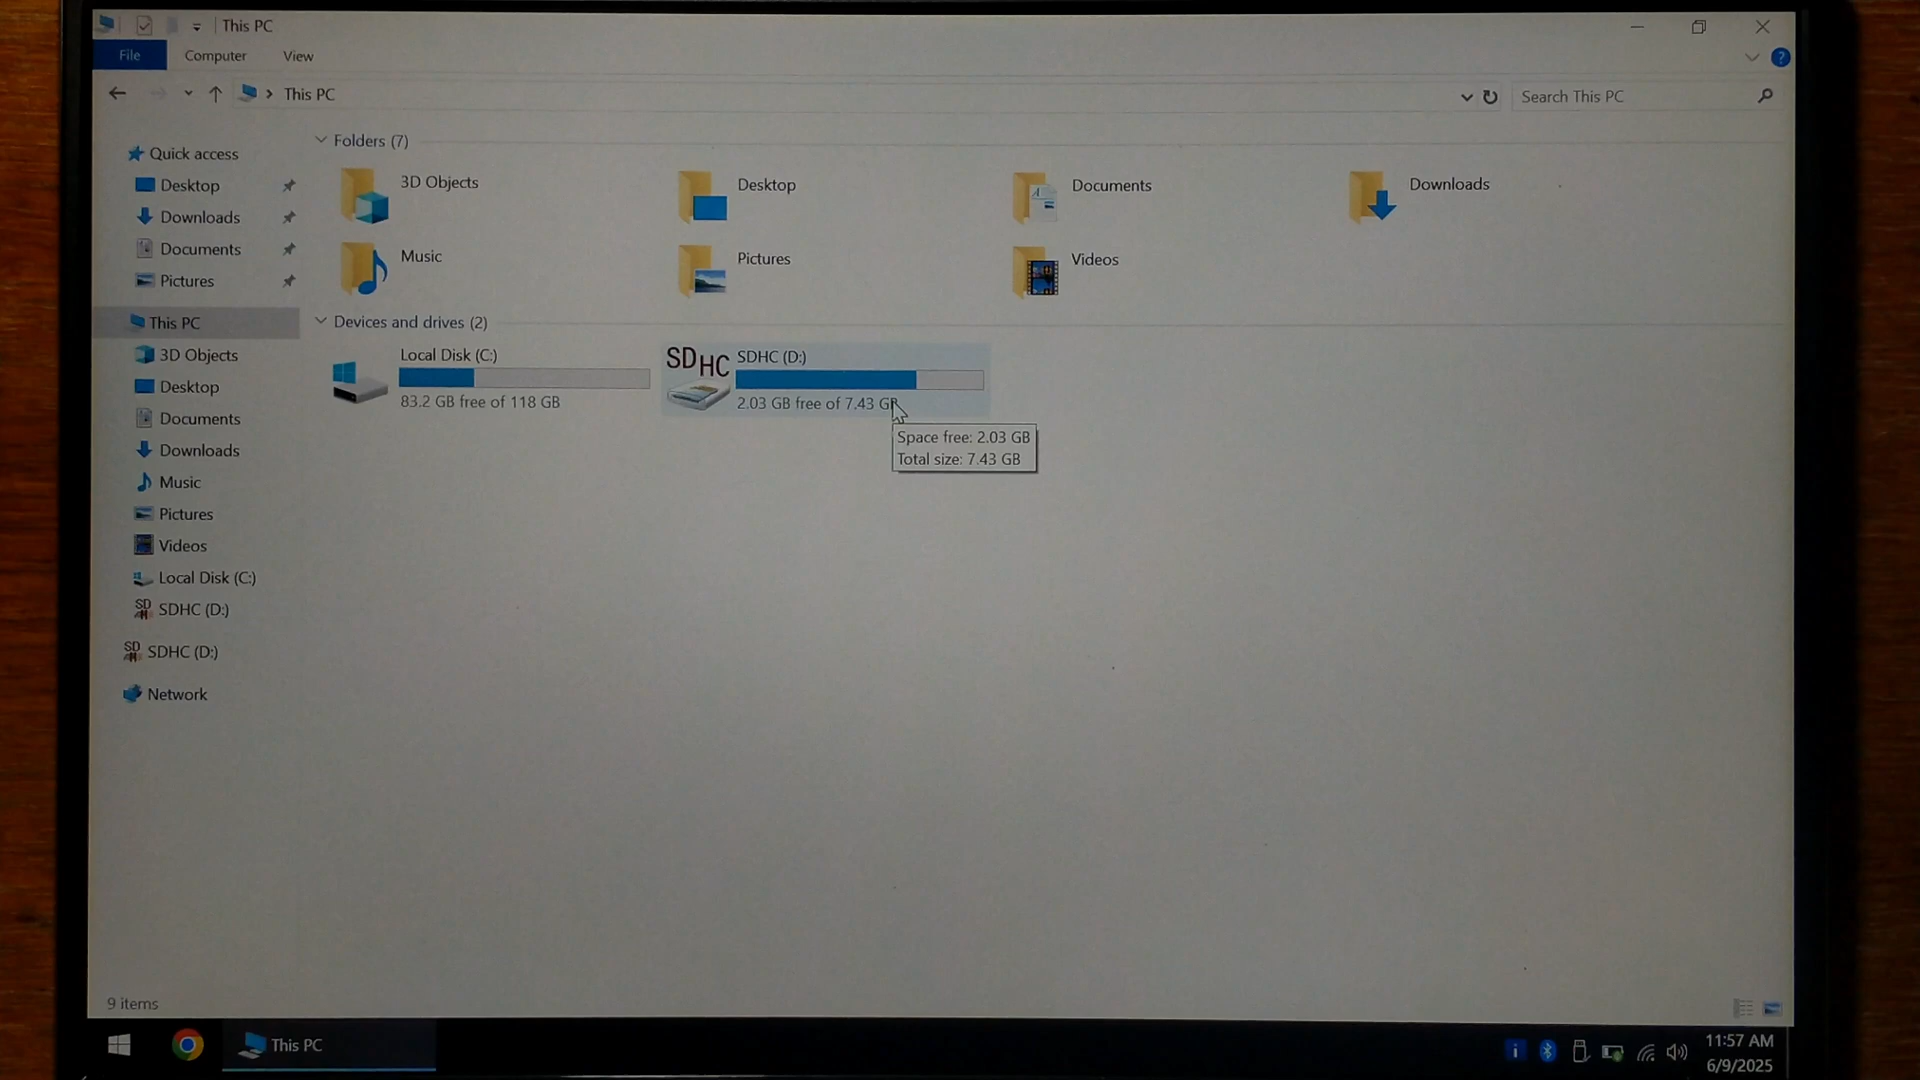 This PC
File Computer View
This PC
Search This PC
Quick access
Desktop
Downloads
Documents
Pictures
This PC
3D Objects
Desktop
Documents
Downloads
Music
Pictures
Videos
Local Disk (C:)
SDHC (D:)
SDHC (D:)
Network
Folders (7)
3D Objects
Desktop
Documents
Downloads
Music
Pictures
Videos
Devices and drives (2)
Local Disk (C:)
83.2 GB free of 118 GB
SDHC
SDHC (D:)
2.03 GB free of 7.43 GB
Space free: 2.03 GB
Total size: 7.43 GB
9 items
This PC
11:57 AM
6/9/2025